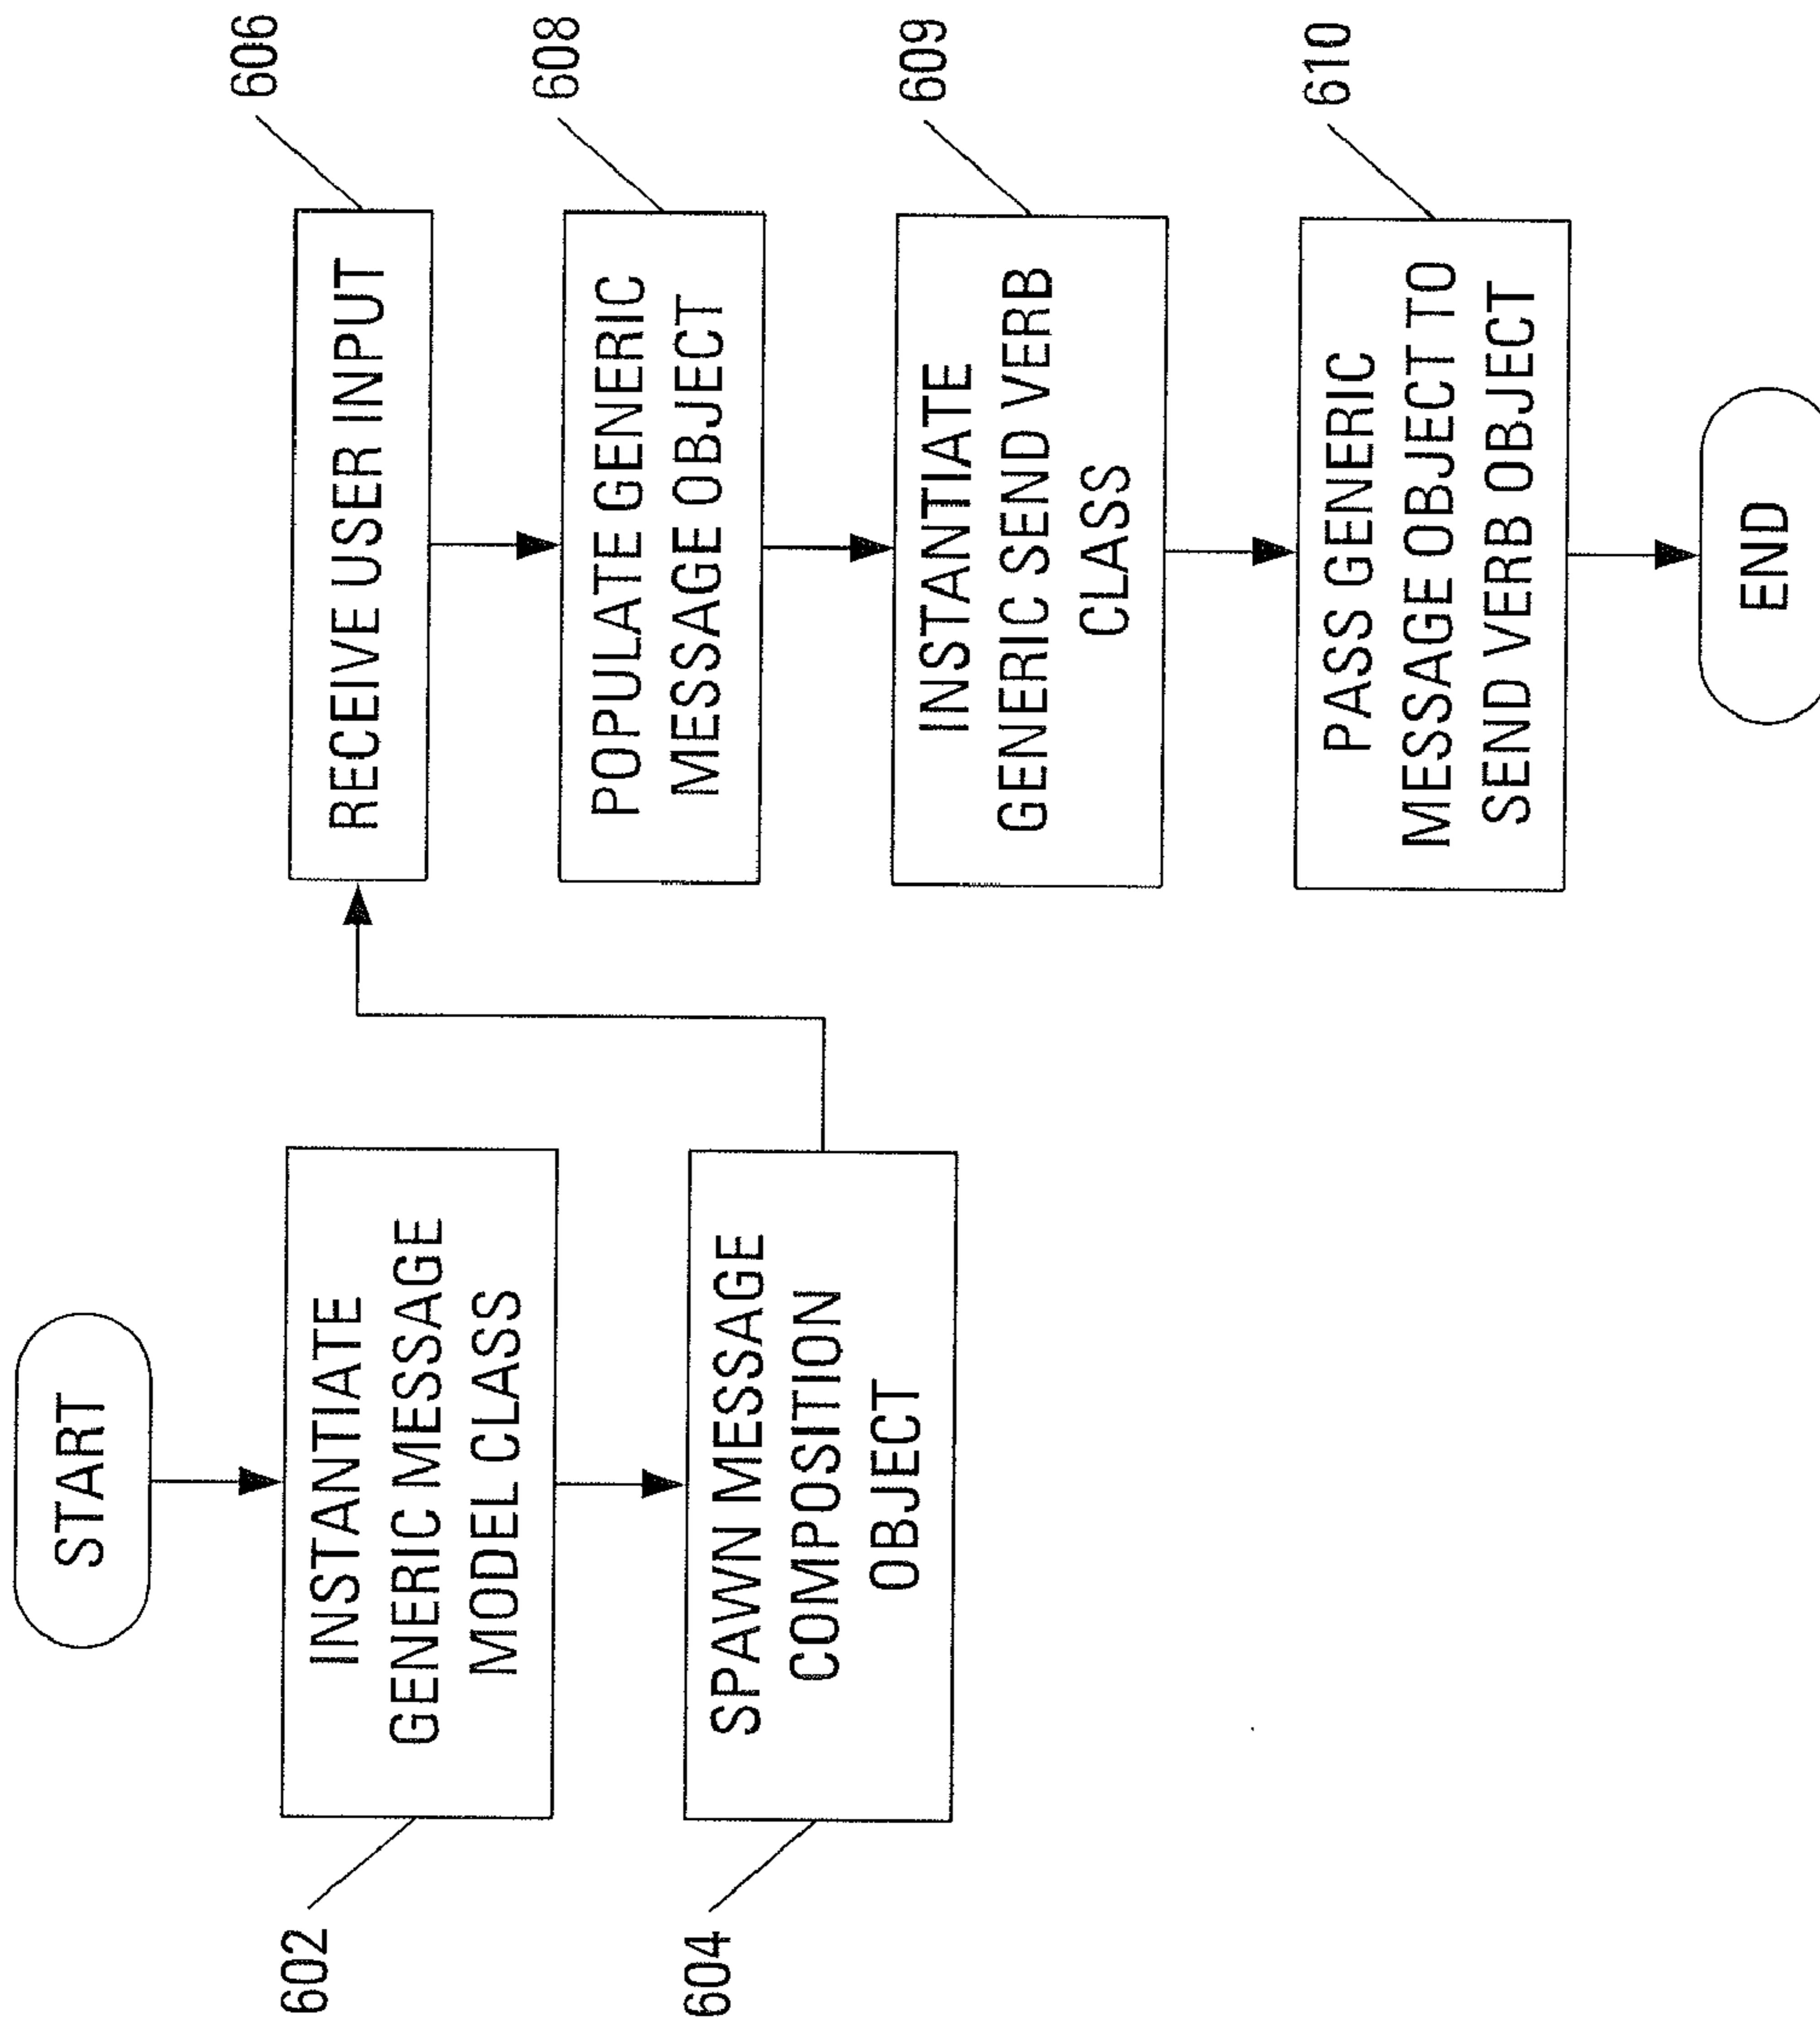 START
INSTANTIATE
GENERIC MESSAGE
MODEL CLASS
602
SPAWN MESSAGE
COMPOSITION
OBJECT
604
RECEIVE USER INPUT
606
POPULATE GENERIC
MESSAGE OBJECT
608
INSTANTIATE
GENERIC SEND VERB
CLASS
609
PASS GENERIC
MESSAGE OBJECT TO
SEND VERB OBJECT
610
END